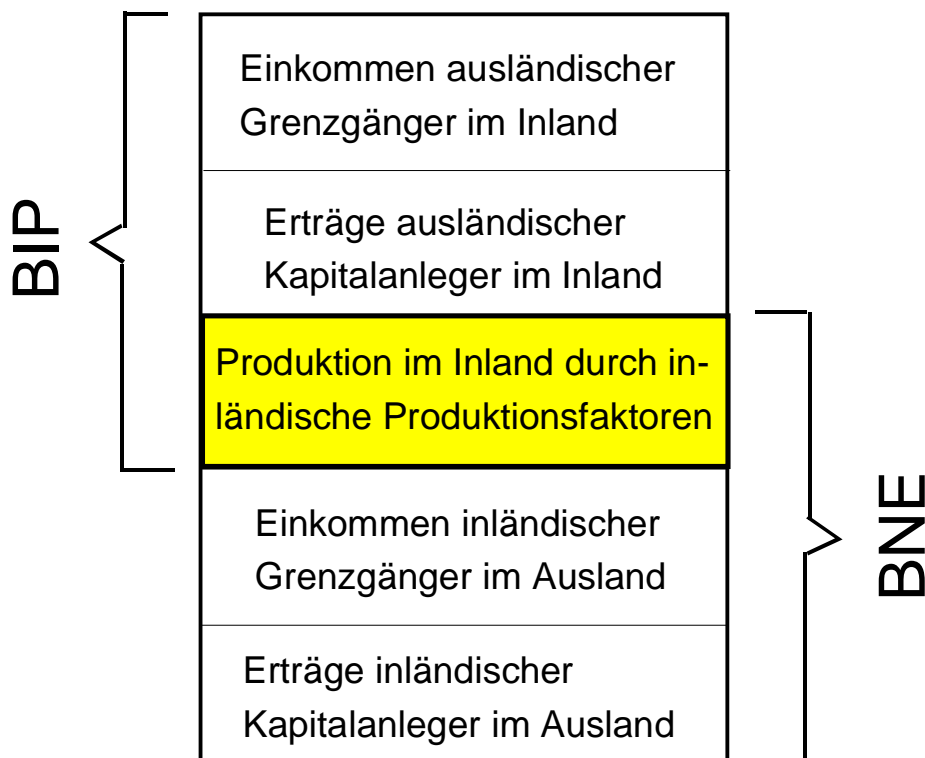 Einkommen ausländischer
Grenzgänger im Inland
BIP
Erträge ausländischer
Kapitalanleger im Inland
Produktion im Inland durch in-
ländische Produktionsfaktoren
BNE
Einkommen inländischer
Grenzgänger im Ausland
Erträge inländischer
Kapitalanleger im Ausland